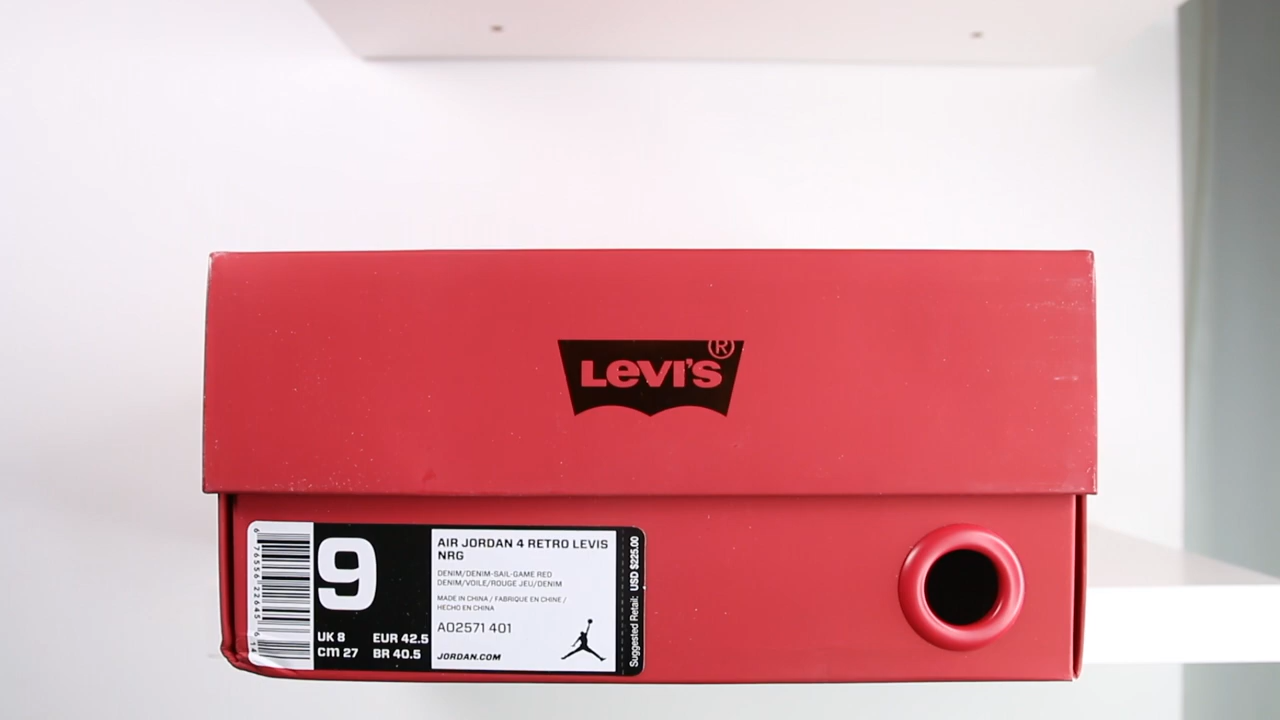 LEVI'S®
9
UK 8 EUR 42.5
cm 27 BR 40.5
AIR JORDAN 4 RETRO LEVIS
NRG
DENIM/DENIM-SAIL-GAME RED
DENIM/VOILE/ROUGE JEU/DENIM
MADE IN CHINA / FABRIQUE EN CHINE /
HECHO EN CHINA
AO2571 401
JORDAN.COM
Suggested Retail: USD $225.00